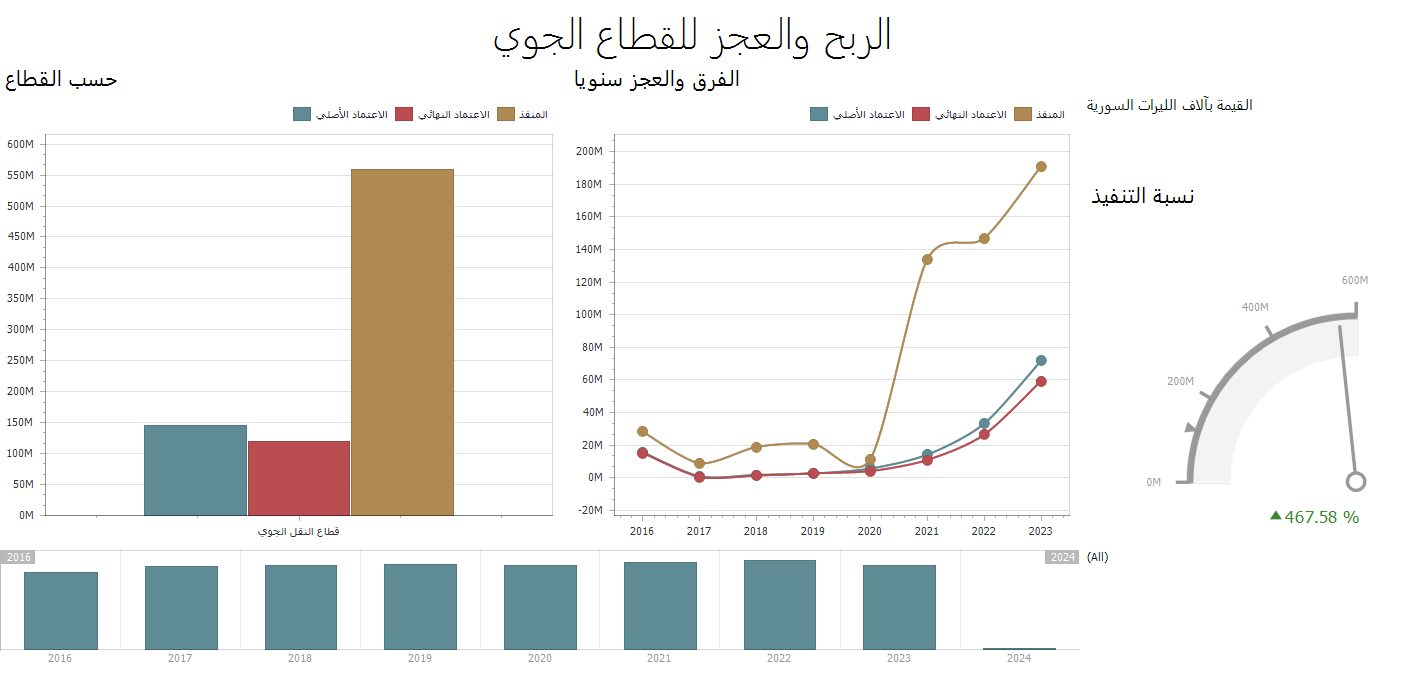 الربح والعجز للقطاع الجوي
حسب القطاع
الفرق والعجز سنويا
القيمة بآلاف الليرات السورية
الاعتماد الأصلي الاعتماد النهائي المنفذ
600M
550M
500M
450M
400M
350M
300M
250M
200M
150M
100M
50M
0M
قطاع النقل الجوي
الاعتماد الأصلي الاعتماد النهائي المنفذ
200M
180M
160M
140M
120M
100M
80M
60M
40M
20M
0M
-20M
2016 2017 2018 2019 2020 2021 2022 2023
نسبة التنفيذ
600M
400M
200M
0M
467.58 %
2016 2024 (All)
2016 2017 2018 2019 2020 2021 2022 2023 2024